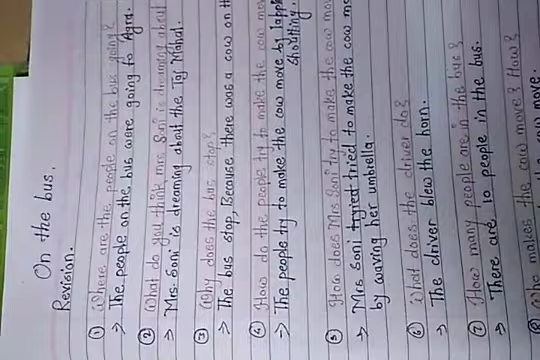 On the bus.
Revision.
① Where are the people on the bus going?
→ The people on the bus were going to Agra.
② What do you think mrs. Soni is dreaming about
→ Mrs. Soni is dreaming about the Taj Mahal.
③ Why does the bus stop?
→ The bus stop, Because there was a cow on th
④ How do the people try to make the cow mov
→ The people try to make the cow move by
shouting.
⑤ How does Mrs Soni try to make the cow mov
→ Mrs Soni tried to make the cow mo
by waving her umbrella.
⑥ What does the driver do?
→ The driver blew the horn.
⑦ How many people are in the bus?
→ There are 10 people in the bus.
⑧ Who makes the cow move? How?
cow move.